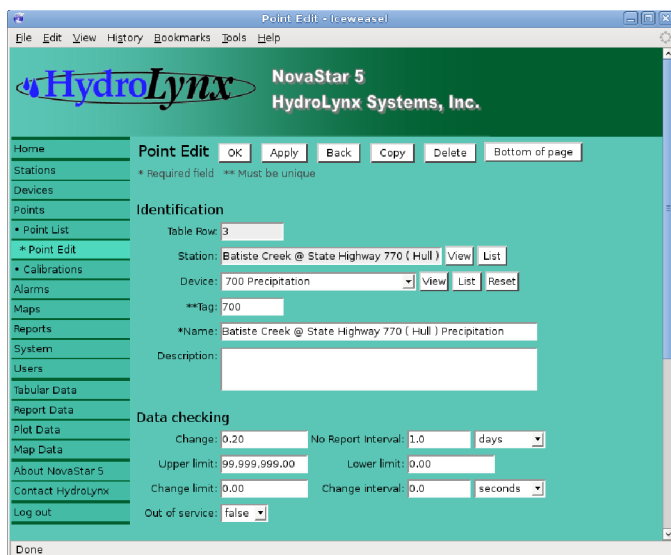 Point Edit - Iceweasel
File Edit View History Bookmarks Tools Help
HydroLynx
NovaStar 5
HydroLynx Systems, Inc.
Home
Stations
Devices
Points
• Point List
* Point Edit
• Calibrations
Alarms
Maps
Reports
System
Users
Tabular Data
Report Data
Plot Data
Map Data
About NovaStar 5
Contact HydroLynx
Log out
Point Edit OK Apply Back Copy Delete Bottom of page
* Required field ** Must be unique
Identification
Table Row: 3
Station: Batiste Creek @ State Highway 770 ( Hull ) View List
Device: 700 Precipitation View List Reset
**Tag: 700
*Name: Batiste Creek @ State Highway 770 ( Hull ) Precipitation
Description:
Data checking
Change: 0.20 No Report Interval: 1.0 days
Upper limit: 99,999,999.00 Lower limit: 0.00
Change limit: 0.00 Change interval: 0.0 seconds
Out of service: false
Done